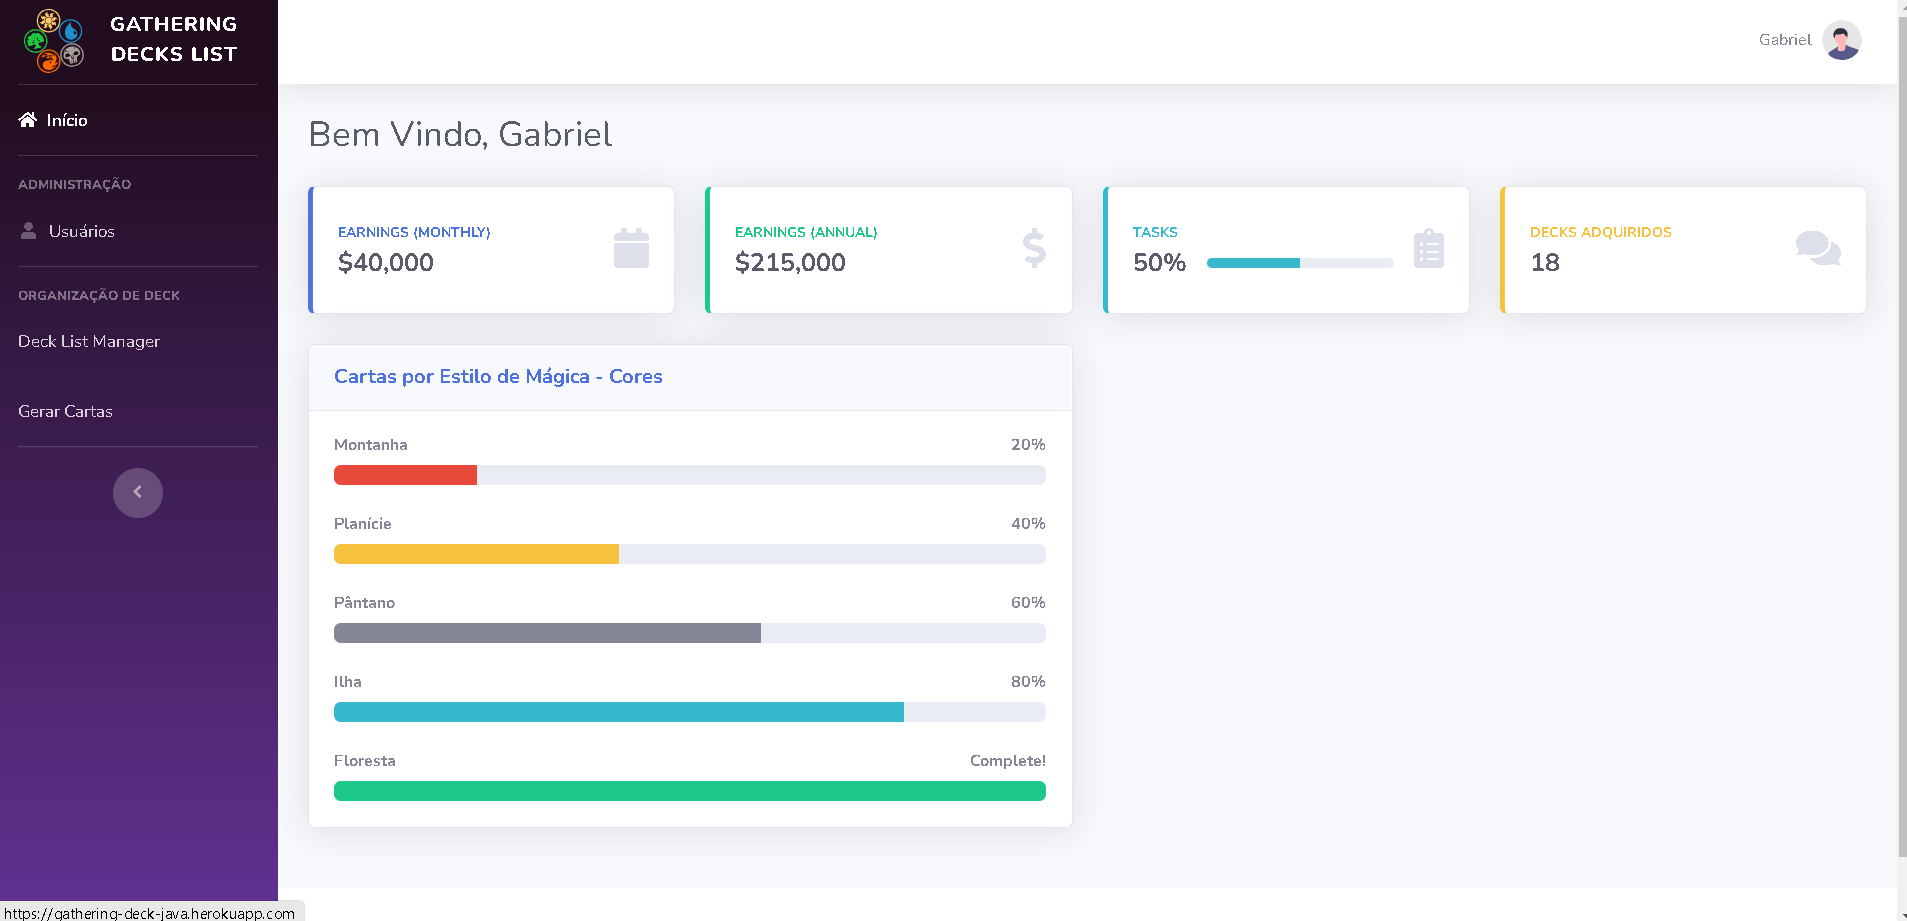 GATHERING
DECKS LIST
Início
ADMINISTRAÇÃO
Usuários
ORGANIZAÇÃO DE DECK
Deck List Manager
Gerar Cartas
Gabriel
Bem Vindo, Gabriel
EARNINGS (MONTHLY)
$40,000
EARNINGS (ANNUAL)
$215,000
TASKS
50%
DECKS ADQUIRIDOS
18
Cartas por Estilo de Mágica - Cores
Montanha 20%
Planície 40%
Pântano 60%
Ilha 80%
Floresta Complete!
https://gathering-deck-java.herokuapp.com